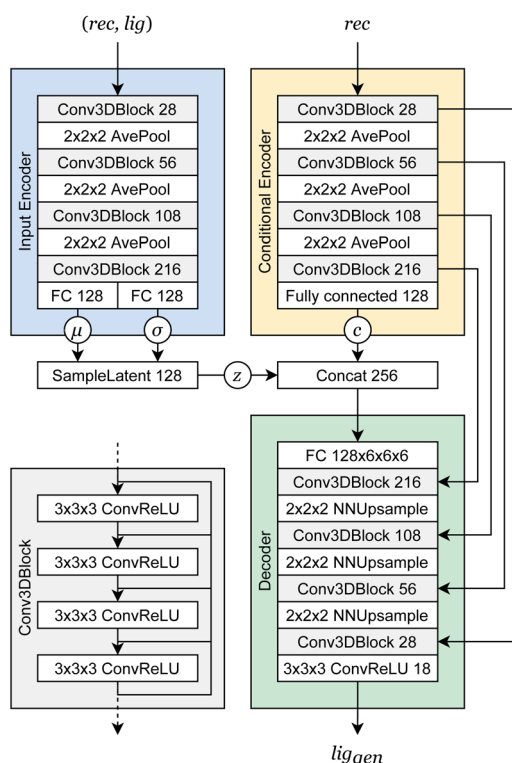 (rec, lig)
Input Encoder
Conv3DBlock 28
2x2x2 AvePool
Conv3DBlock 56
2x2x2 AvePool
Conv3DBlock 108
2x2x2 AvePool
Conv3DBlock 216
FC 128 FC 128
μ σ
SampleLatent 128
z
rec
Conditional Encoder
Conv3DBlock 28
2x2x2 AvePool
Conv3DBlock 56
2x2x2 AvePool
Conv3DBlock 108
2x2x2 AvePool
Conv3DBlock 216
Fully connected 128
c
Concat 256
Conv3DBlock
3x3x3 ConvReLU
3x3x3 ConvReLU
3x3x3 ConvReLU
3x3x3 ConvReLU
Decoder
FC 128x6x6x6
Conv3DBlock 216
2x2x2 NNUpsample
Conv3DBlock 108
2x2x2 NNUpsample
Conv3DBlock 56
2x2x2 NNUpsample
Conv3DBlock 28
3x3x3 ConvReLU 18
lig gen